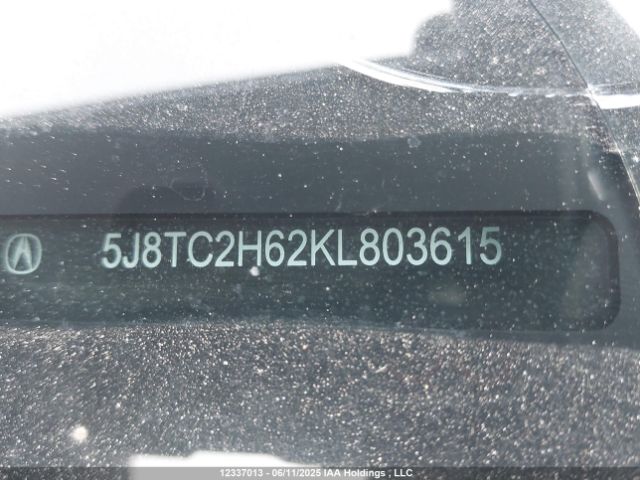 5J8TC2H62KL803615
12337013 - 06/11/2025 IAA Holdings , LLC